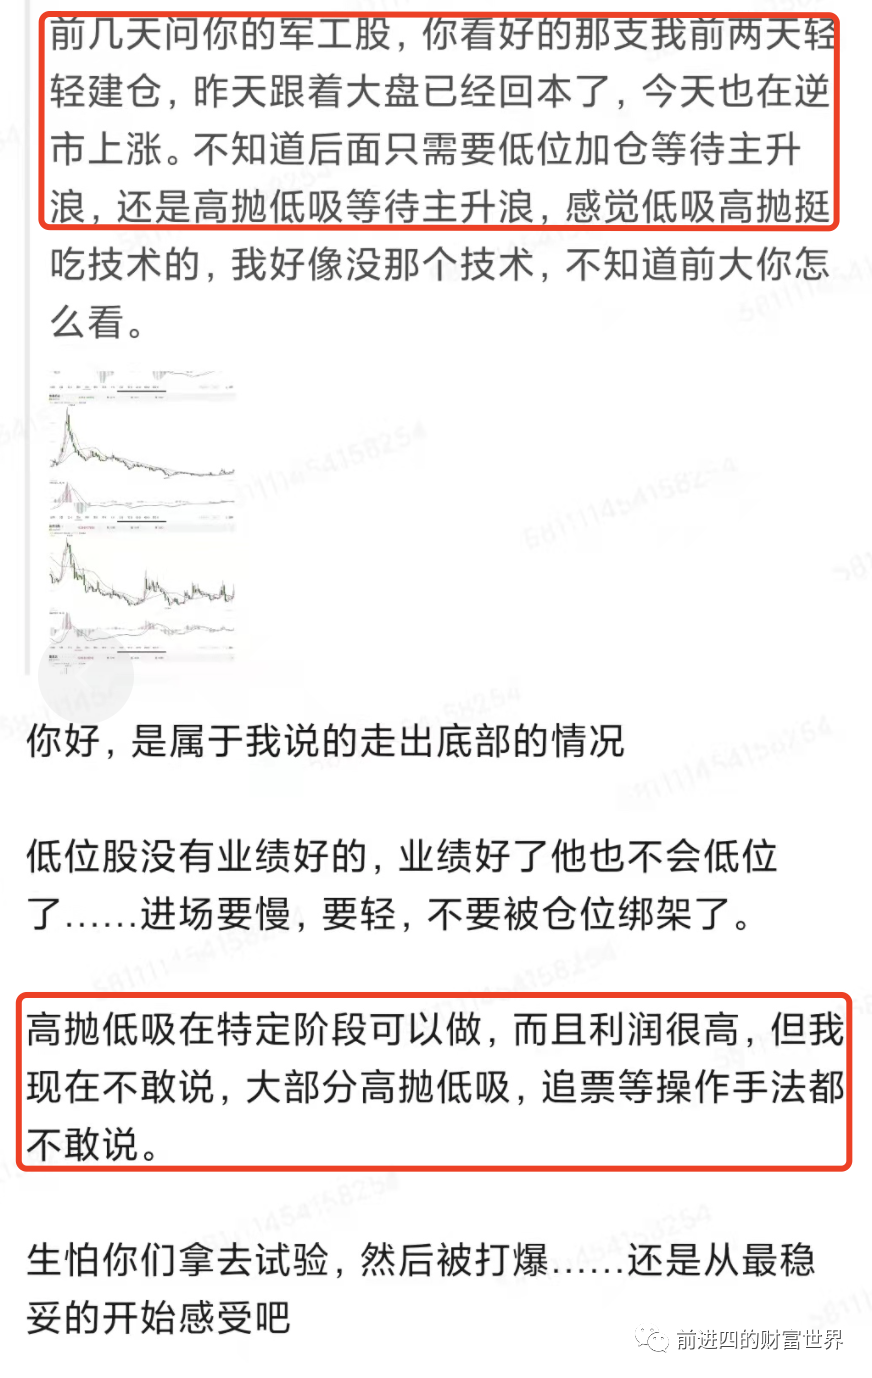 前几天问你的军工股，你看好的那支我前两天轻
轻建仓，昨天跟着大盘已经回本了，今天也在逆
市上涨。不知道后面只需要低位加仓等待主升
浪，还是高抛低吸等待主升浪，感觉低吸高抛挺
吃技术的，我好像没那个技术，不知道前大你怎
么看。
你好，是属于我说的走出底部的情况
低位股没有业绩好的，业绩好了他也不会低位
了……进场要慢，要轻，不要被仓位绑架了。
高抛低吸在特定阶段可以做，而且利润很高，但我
现在不敢说，大部分高抛低吸，追票等操作手法都
不敢说。
生怕你们拿去试验，然后被打爆……还是从最稳
妥的开始感受吧
前进四的财富世界